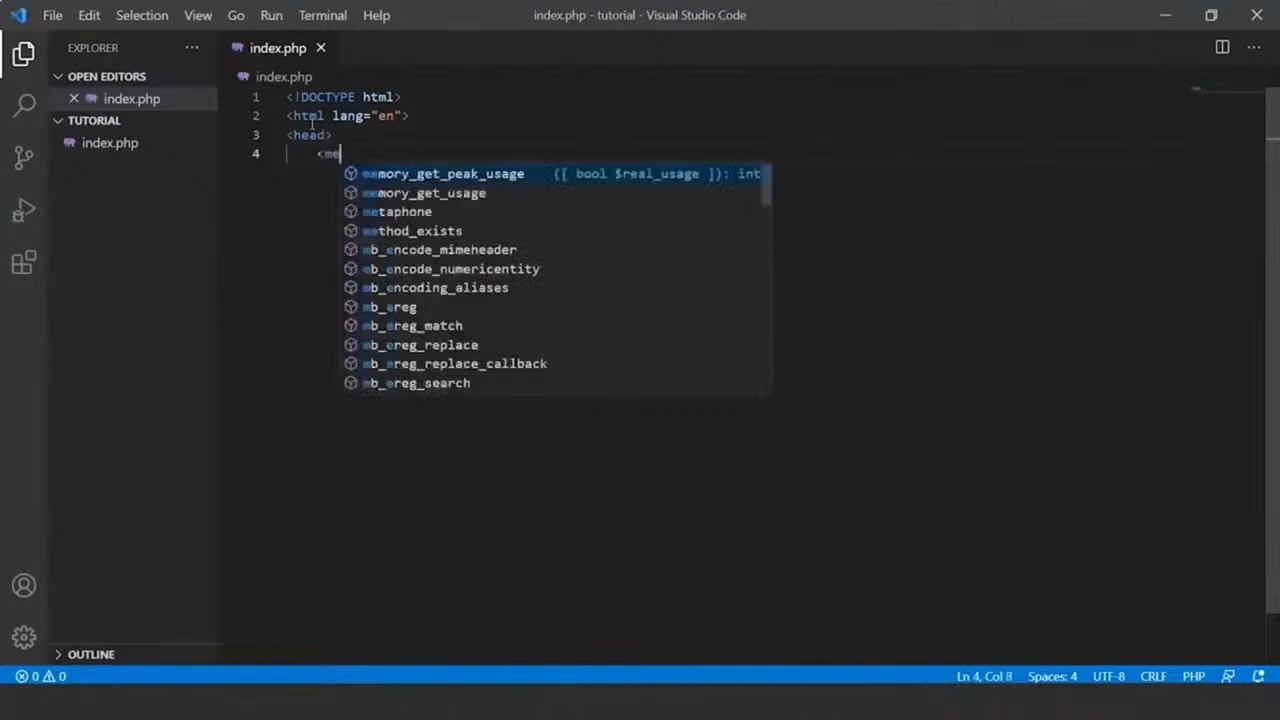 File Edit Selection View Go Run Terminal Help index.php - tutorial - Visual Studio Code
EXPLORER ··· index.php
OPEN EDITORS
index.php
TUTORIAL
index.php
index.php
1 <!DOCTYPE html>
2 <html lang="en">
3 <head>
4 <me
memory_get_peak_usage ([ bool $real_usage ]): int
memory_get_usage
metaphone
method_exists
mb_encode_mimeheader
mb_encode_numericentity
mb_encoding_aliases
mb_ereg
mb_ereg_match
mb_ereg_replace
mb_ereg_replace_callback
mb_ereg_search
OUTLINE
0 0 Ln 4, Col 8 Spaces: 4 UTF-8 CRLF PHP